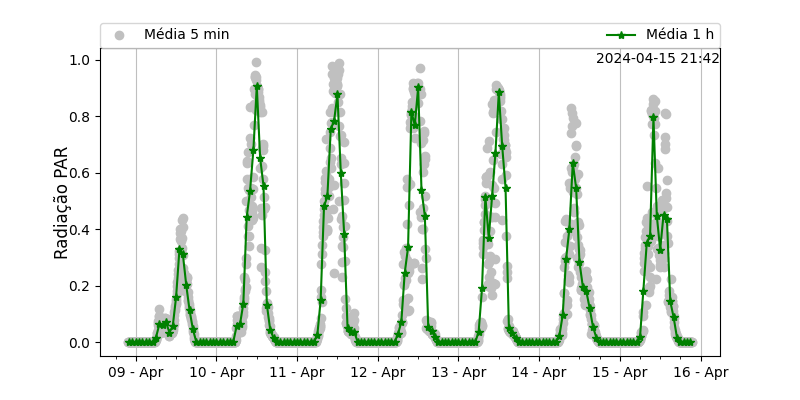 Média 5 min
Média 1 h
2024-04-15 21:42
Radiação PAR
1.0
0.8
0.6
0.4
0.2
0.0
09 - Apr
10 - Apr
11 - Apr
12 - Apr
13 - Apr
14 - Apr
15 - Apr
16 - Apr